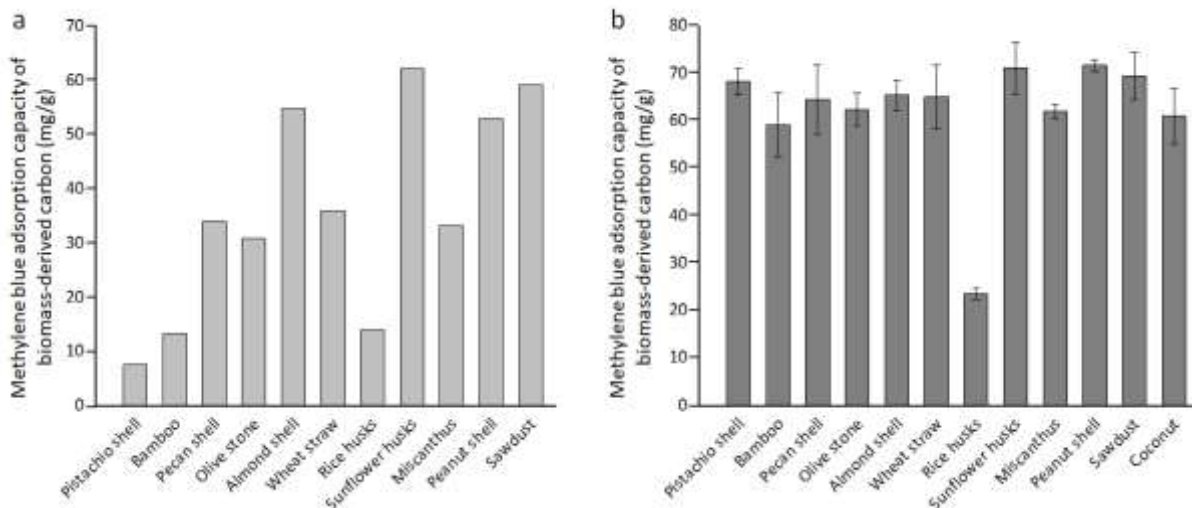 a
Methylene blue adsorption capacity of
biomass-derived carbon (mg/g)
70
60
50
40
30
20
10
0
Pistachio shell
Bamboo
Pecan shell
Olive stone
Almond shell
Wheat straw
Rice husks
Sunflower husks
Miscanthus
Peanut shell
Sawdust
b
Methylene blue adsorption capacity of
biomass-derived carbon (mg/g)
80
70
60
50
40
30
20
10
0
Pistachio shell
Bamboo
Pecan shell
Olive stone
Almond shell
Wheat straw
Rice husks
Sunflower husks
Miscanthus
Peanut shell
Sawdust
Coconut